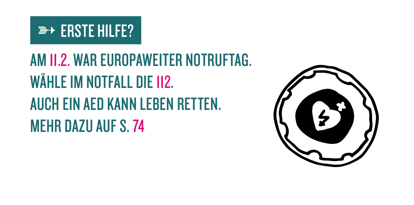 ERSTE HILFE?
AM 11.2. WAR EUROPAWEITER NOTRUFTAG.
WÄHLE IM NOTFALL DIE 112.
AUCH EIN AED KANN LEBEN RETTEN.
MEHR DAZU AUF S. 74